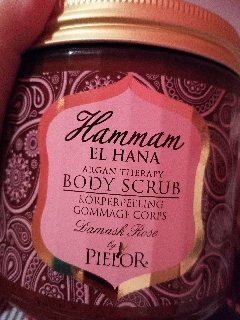 Hammam
EL HANA
ARGAN THERAPY
BODY SCRUB
KÖRPERPEELING
GOMMAGE CORPS
Damask Rose
by
PIELOR